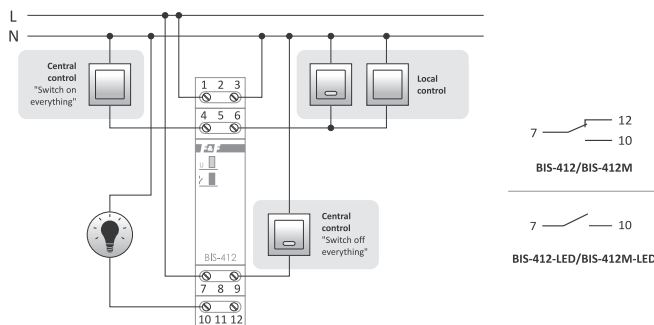 L
N
Central
control
"Switch on
everything"
1 2 3
4 5 6
F&F
U
Local
control
Central
control
"Switch off
everything"
BIS-412
7 8 9
10 11 12
7
12
10
BIS-412/BIS-412M
7
10
BIS-412-LED/BIS-412M-LED